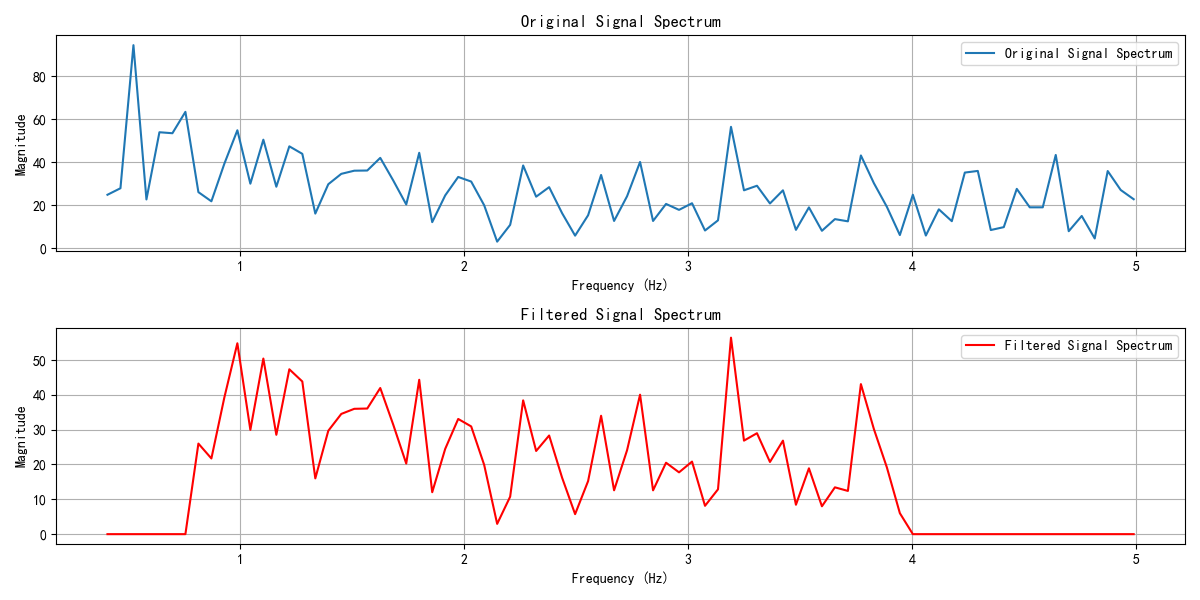 Original Signal Spectrum
Original Signal Spectrum
Magnitude
80
60
40
20
0
1 2 3 4 5
Frequency (Hz)
Filtered Signal Spectrum
Filtered Signal Spectrum
Magnitude
50
40
30
20
10
0
1 2 3 4 5
Frequency (Hz)